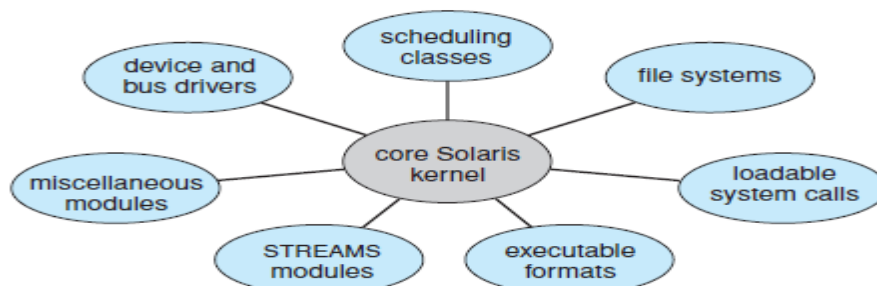 scheduling
classes
device and
bus drivers
file systems
core Solaris
kernel
miscellaneous
modules
loadable
system calls
STREAMS
modules
executable
formats